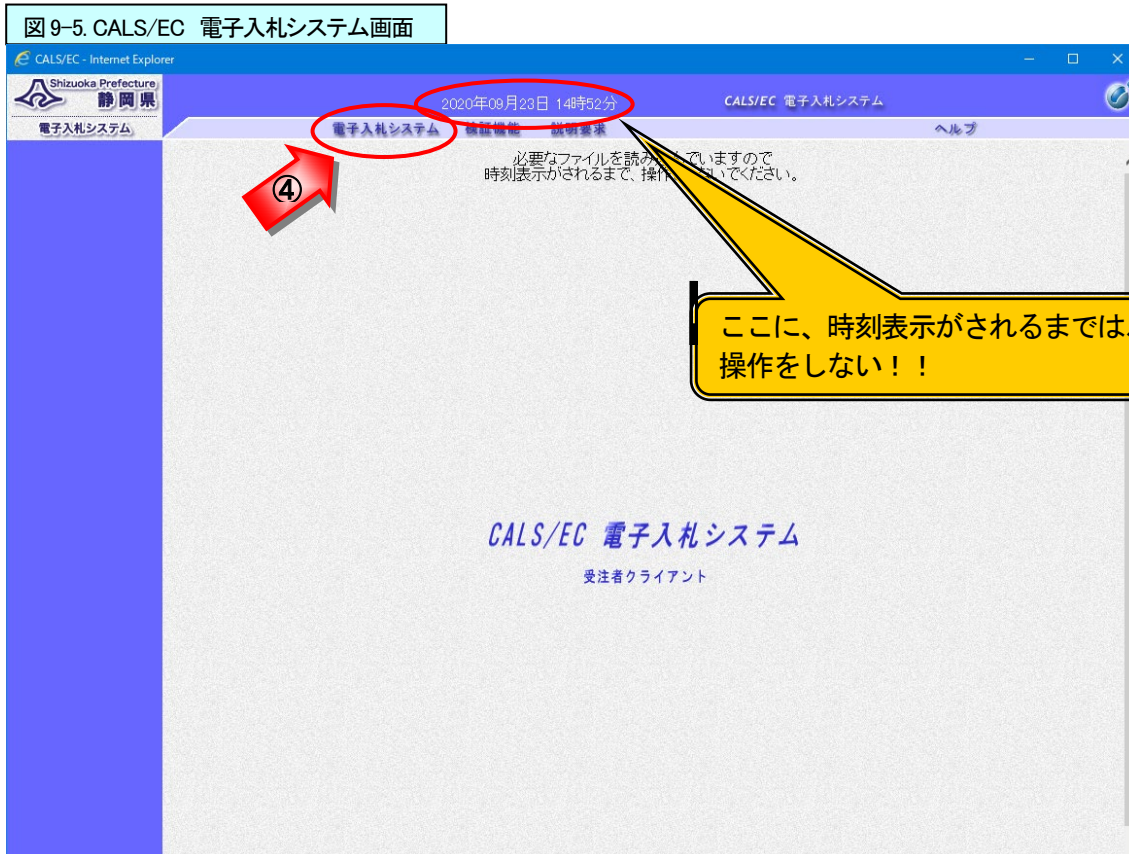 図 9-5. CALS/EC 電子入札システム画面
CALS/EC - Internet Explorer
Shizuoka Prefecture
静岡県
2020年09月23日 14時52分
CALS/EC 電子入札システム
電子入札システム
電子入札システム 検証機能 説明要求 ヘルプ
必要なファイルを読み んでいますので
時刻表示がされるまで、操作 ないでください。
④
ここに、時刻表示がされるまでは
操作をしない！！
CALS/EC 電子入札システム
受注者クライアント